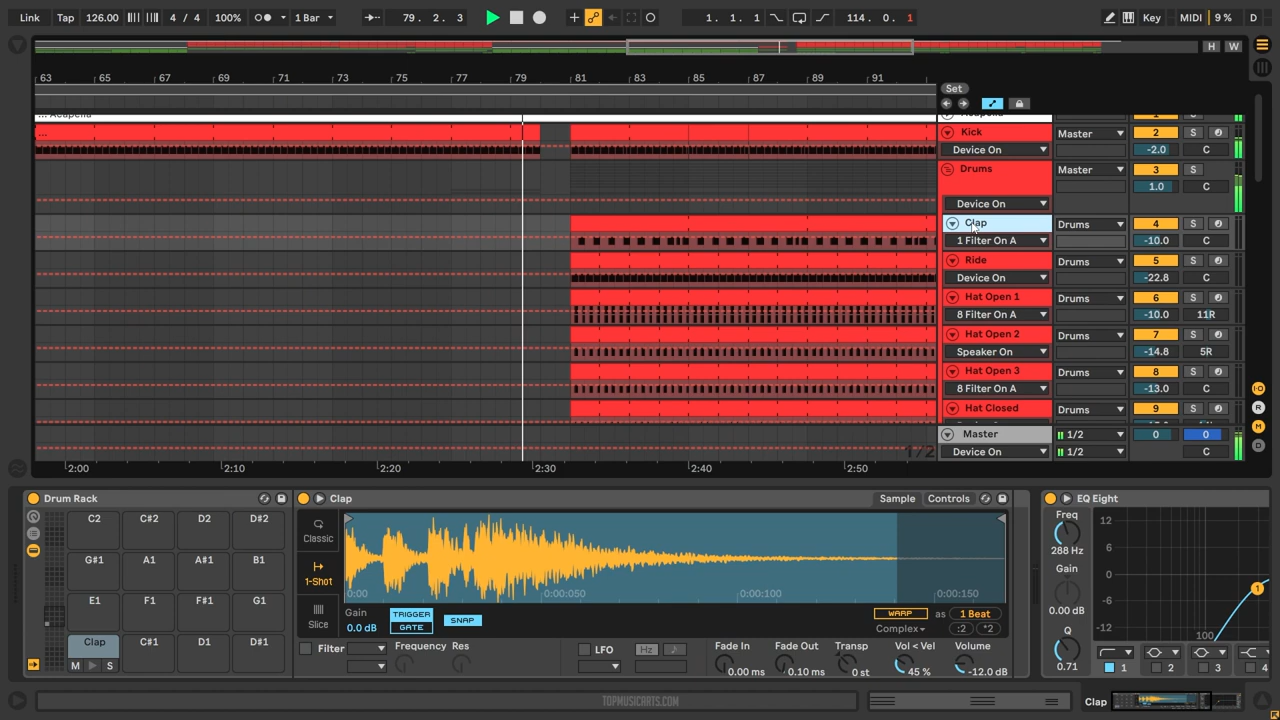 Link Tap 126.00 4 / 4 100% 1 Bar 79. 2. 3 1. 1. 1 114. 0. 1 Key MIDI 9 % D
H W
63 65 67 69 71 73 75 77 79 81 83 85 87 89 91
Set
... Acapella
... Kick Master 2 S
Device On -2.0 C
Drums Master 3 S
1.0 C
Device On
Clap Drums 4 S
1 Filter On A -10.0 C
Ride Drums 5 S
Device On -22.8 C
Hat Open 1 Drums 6 S
8 Filter On A -10.0 11R
Hat Open 2 Drums 7 S
Speaker On -14.8 5R
Hat Open 3 Drums 8 S
8 Filter On A -13.0 C
Hat Closed Drums 9 S
1/2
Master 1/2 0 0
Device On 1/2 C
2:00 2:10 2:20 2:30 2:40 2:50
I·O
R
M
D
Drum Rack
C2 C#2 D2 D#2
G#1 A1 A#1 B1
E1 F1 F#1 G1
Clap C#1 D1 D#1
M S
Clap Sample Controls
Classic
1-Shot
Slice
0:00 0:00:050 0:00:100 0:00:150
Gain TRIGGER SNAP WARP as 1 Beat
0.0 dB GATE Complex :2 *2
Filter Frequency Res LFO Hz Fade In Fade Out Transp Vol < Vel Volume
0.00 ms 0.10 ms 0 st 45 % -12.0 dB
EQ Eight
Freq
288 Hz
Gain
0.00 dB
Q
0.71
12
6
0
-6
-12
100
1
1 2 3 4
TOPMUSICARTS.COM
Clap